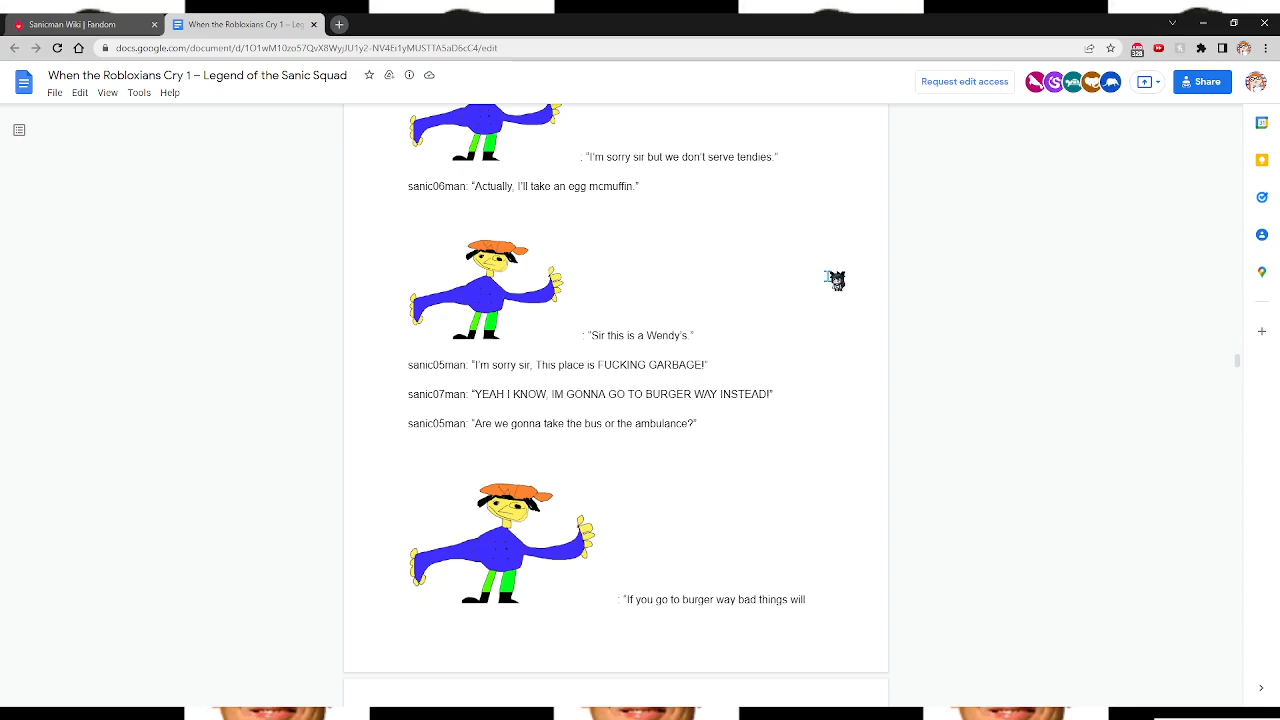 Sanicman Wiki | Fandom
When the Robloxians Cry 1 – Leg
docs.google.com/document/d/1O1wM10zo57QvX8WyjJU1y2-NV4Ei1yMUSTTA5aD6cC4/edit
When the Robloxians Cry 1 – Legend of the Sanic Squad
Request edit access
Share
File Edit View Tools Help
: “I’m sorry sir but we don’t serve tendies.”
sanic06man: “Actually, I’ll take an egg mcmuffin.”
: “Sir this is a Wendy’s.”
sanic05man: “I’m sorry sir, This place is FUCKING GARBAGE!”
sanic07man: “YEAH I KNOW, IM GONNA GO TO BURGER WAY INSTEAD!”
sanic05man: “Are we gonna take the bus or the ambulance?”
: “If you go to burger way bad things will